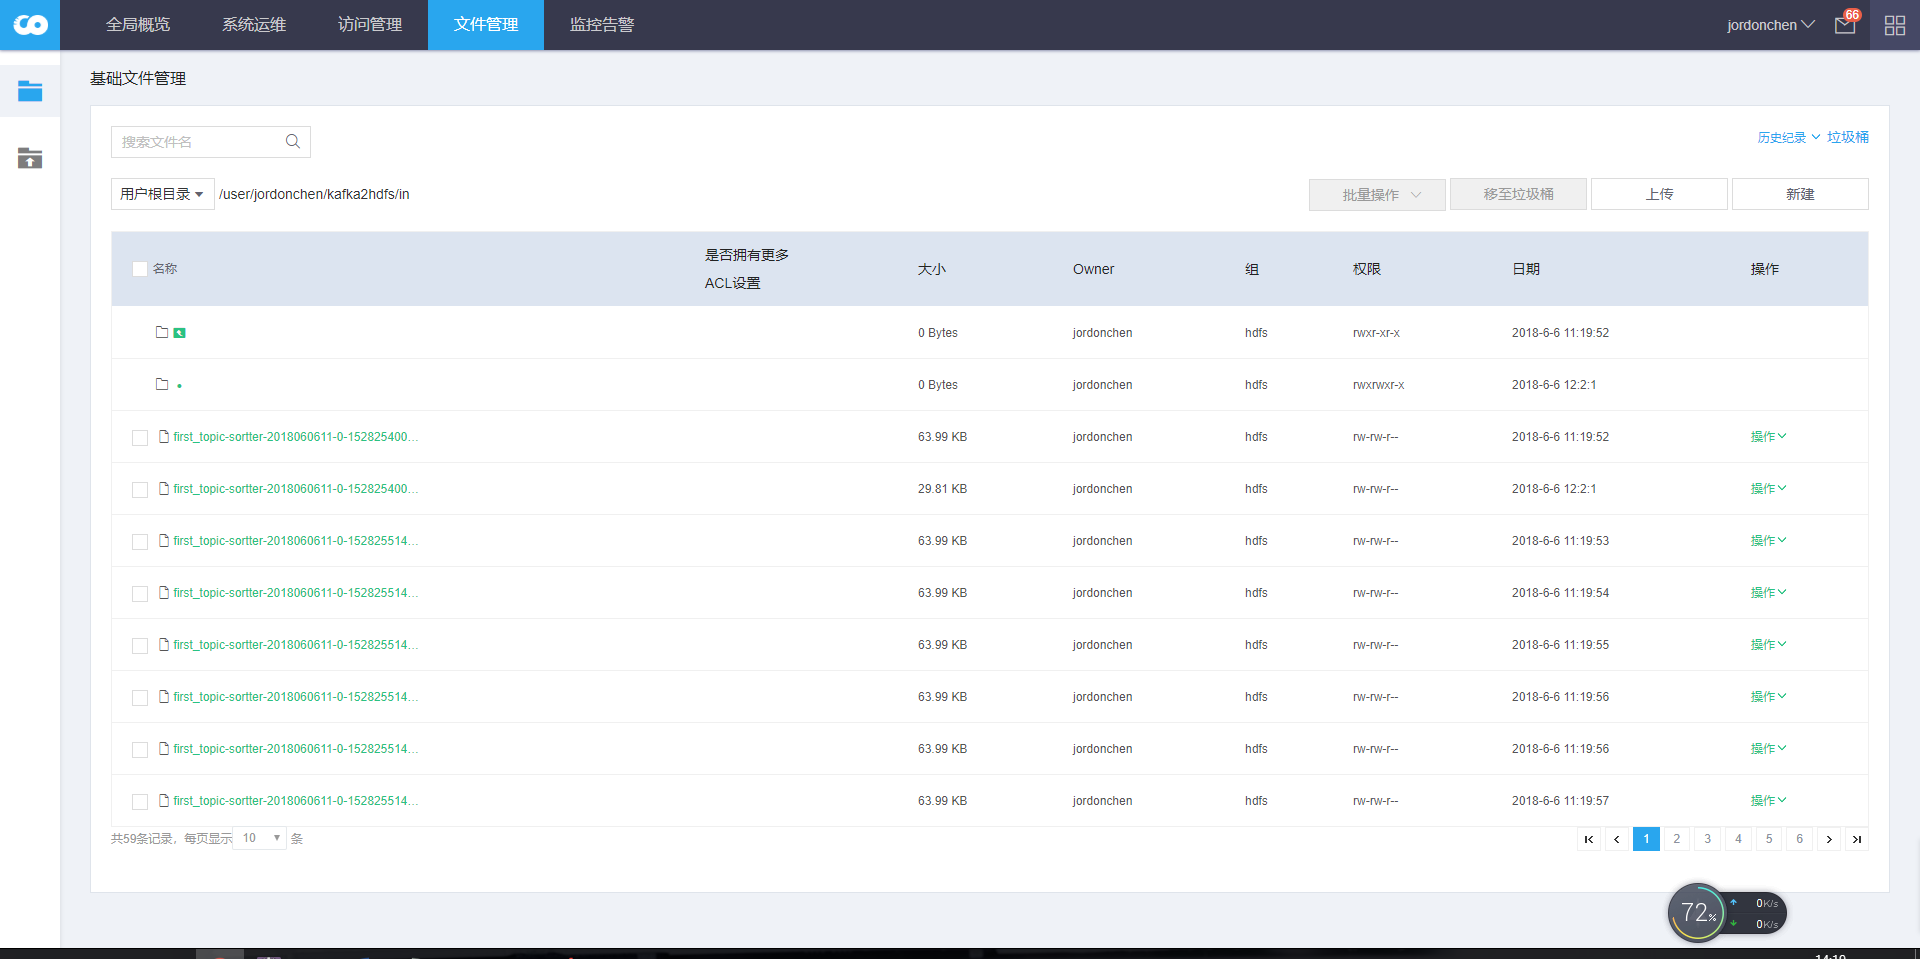 全局概览 系统运维 访问管理 文件管理 监控告警 jordonchen 66
基础文件管理
搜索文件名 历史纪录 垃圾桶
用户根目录 /user/jordonchen/kafka2hdfs/in 批量操作 移至垃圾桶 上传 新建
名称 是否拥有更多 ACL设置 大小 Owner 组 权限 日期 操作
0 Bytes jordonchen hdfs rwxr-xr-x 2018-6-6 11:19:52
0 Bytes jordonchen hdfs rwxrwxr-x 2018-6-6 12:2:1
first_topic-sortter-2018060611-0-152825400... 63.99 KB jordonchen hdfs rw-rw-r-- 2018-6-6 11:19:52 操作
first_topic-sortter-2018060611-0-152825400... 29.81 KB jordonchen hdfs rw-rw-r-- 2018-6-6 12:2:1 操作
first_topic-sortter-2018060611-0-152825514... 63.99 KB jordonchen hdfs rw-rw-r-- 2018-6-6 11:19:53 操作
first_topic-sortter-2018060611-0-152825514... 63.99 KB jordonchen hdfs rw-rw-r-- 2018-6-6 11:19:54 操作
first_topic-sortter-2018060611-0-152825514... 63.99 KB jordonchen hdfs rw-rw-r-- 2018-6-6 11:19:55 操作
first_topic-sortter-2018060611-0-152825514... 63.99 KB jordonchen hdfs rw-rw-r-- 2018-6-6 11:19:56 操作
first_topic-sortter-2018060611-0-152825514... 63.99 KB jordonchen hdfs rw-rw-r-- 2018-6-6 11:19:56 操作
first_topic-sortter-2018060611-0-152825514... 63.99 KB jordonchen hdfs rw-rw-r-- 2018-6-6 11:19:57 操作
共59条记录，每页显示 10 条 1 2 3 4 5 6
72% 0K/s
0K/s